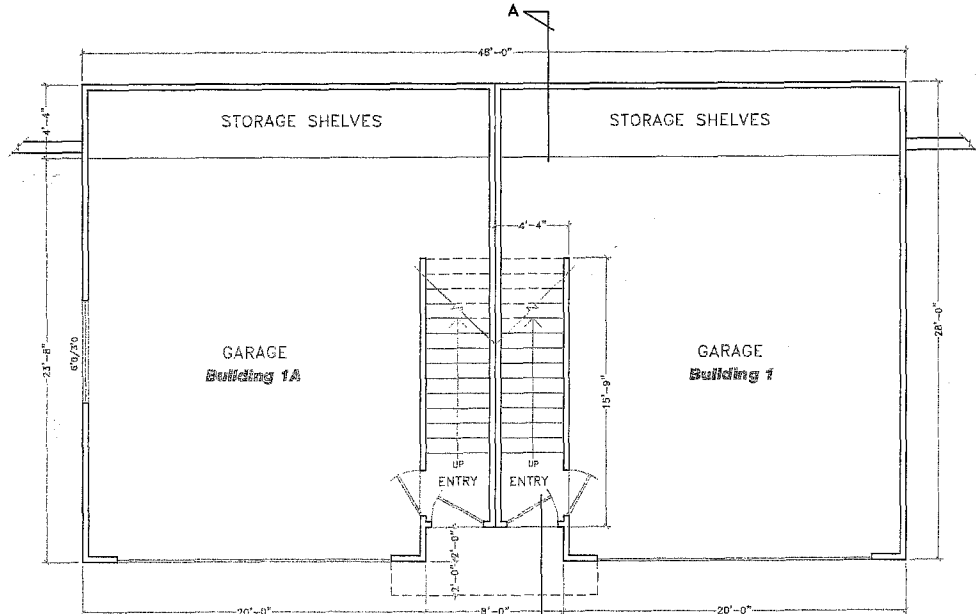 A
48'-0"
4'-4"
STORAGE SHELVES
STORAGE SHELVES
4'-4"
6'0/3'0
23'-8"
GARAGE
Building 1A
GARAGE
Building 1
15'-9"
28'-0"
UP
ENTRY
UP
ENTRY
2'-0"
2'-0"
20'-0"
8'-0"
20'-0"